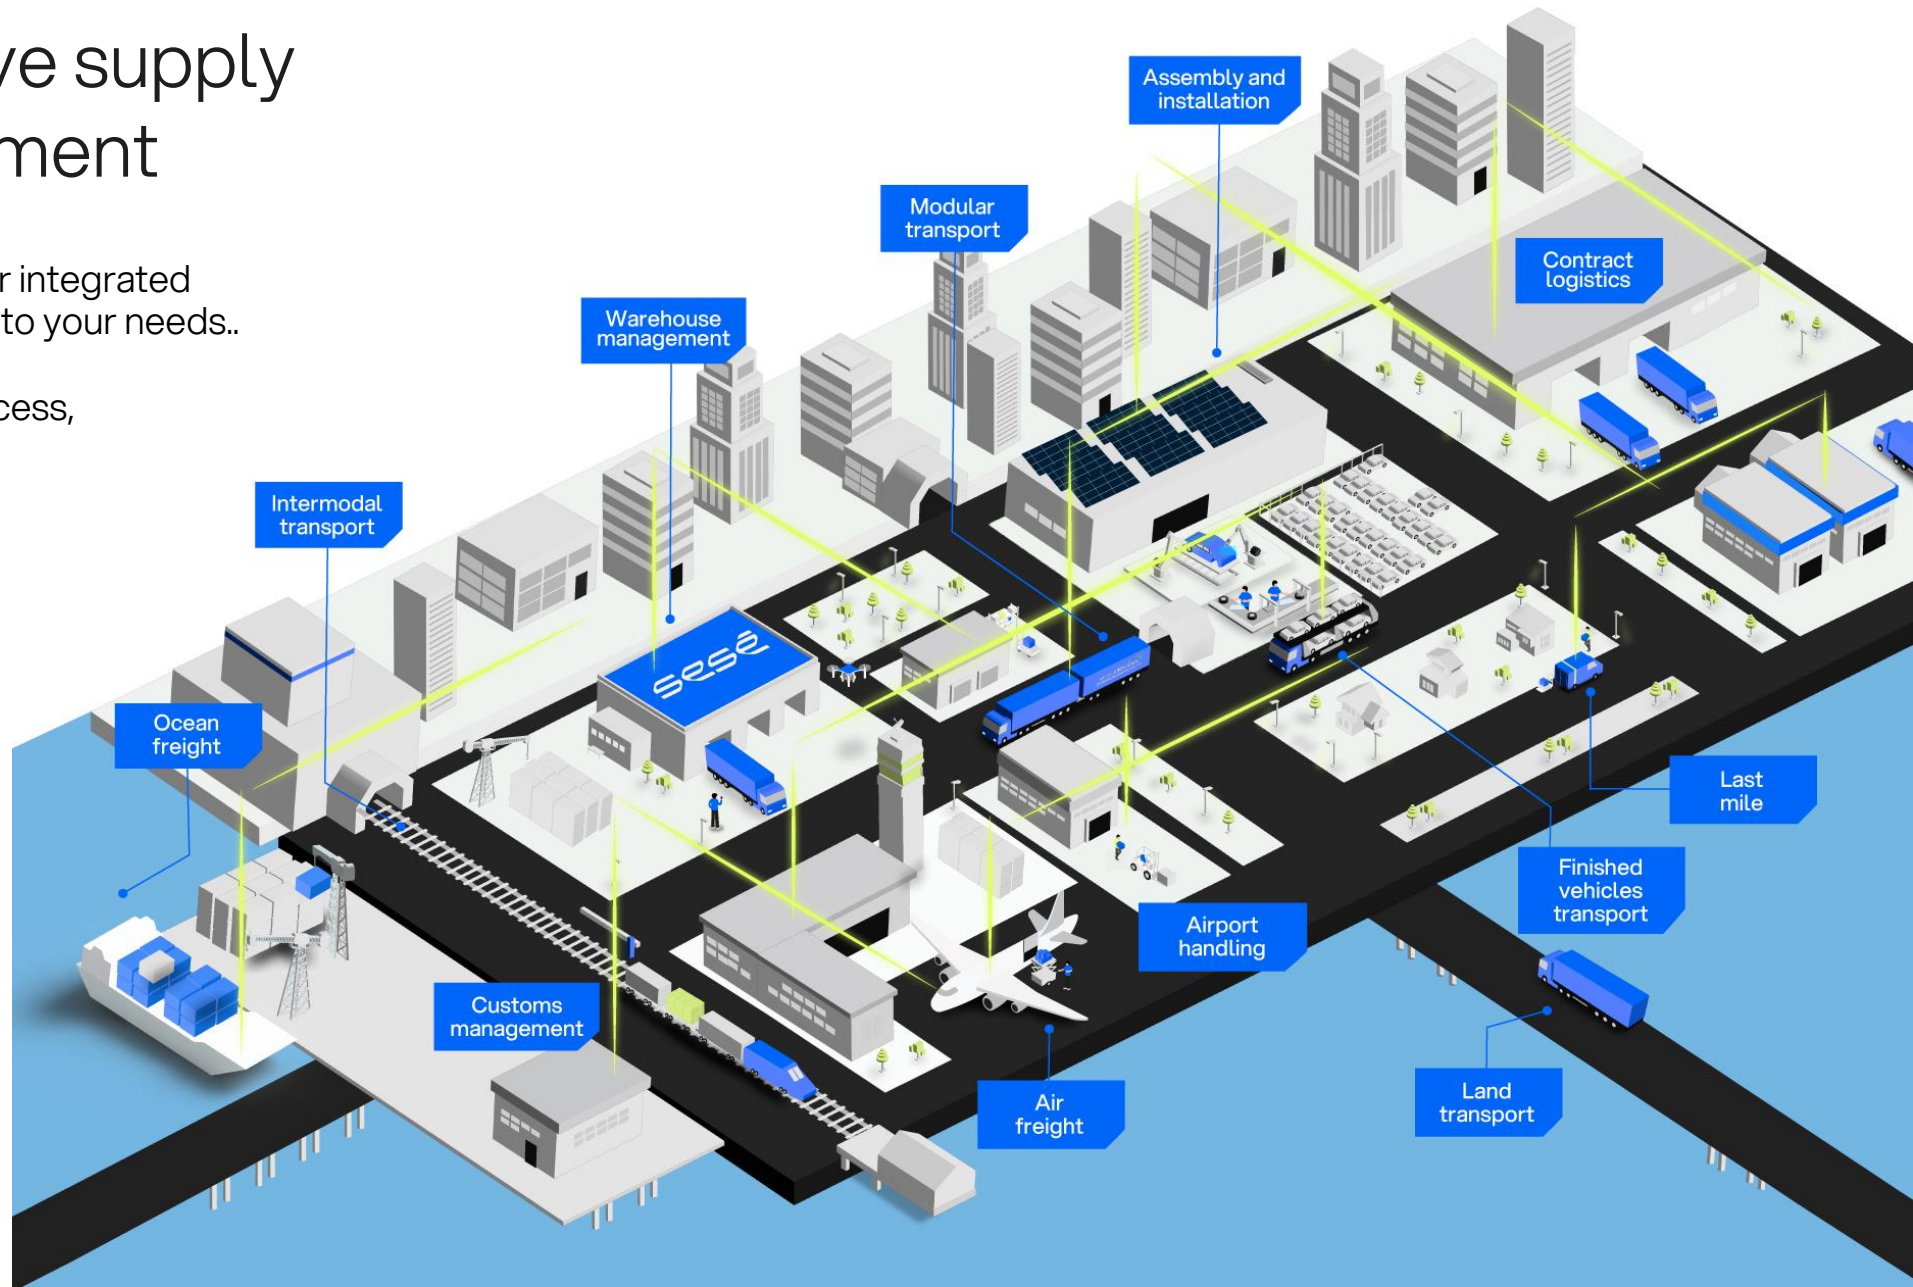 ve supply
ment
r integrated
to your needs..
cess,
Assembly and
installation
Modular
transport
Contract
logistics
Warehouse
management
Intermodal
transport
sesé
Ocean
freight
Last
mile
Finished
vehicles
transport
Airport
handling
Customs
management
Air
freight
Land
transport